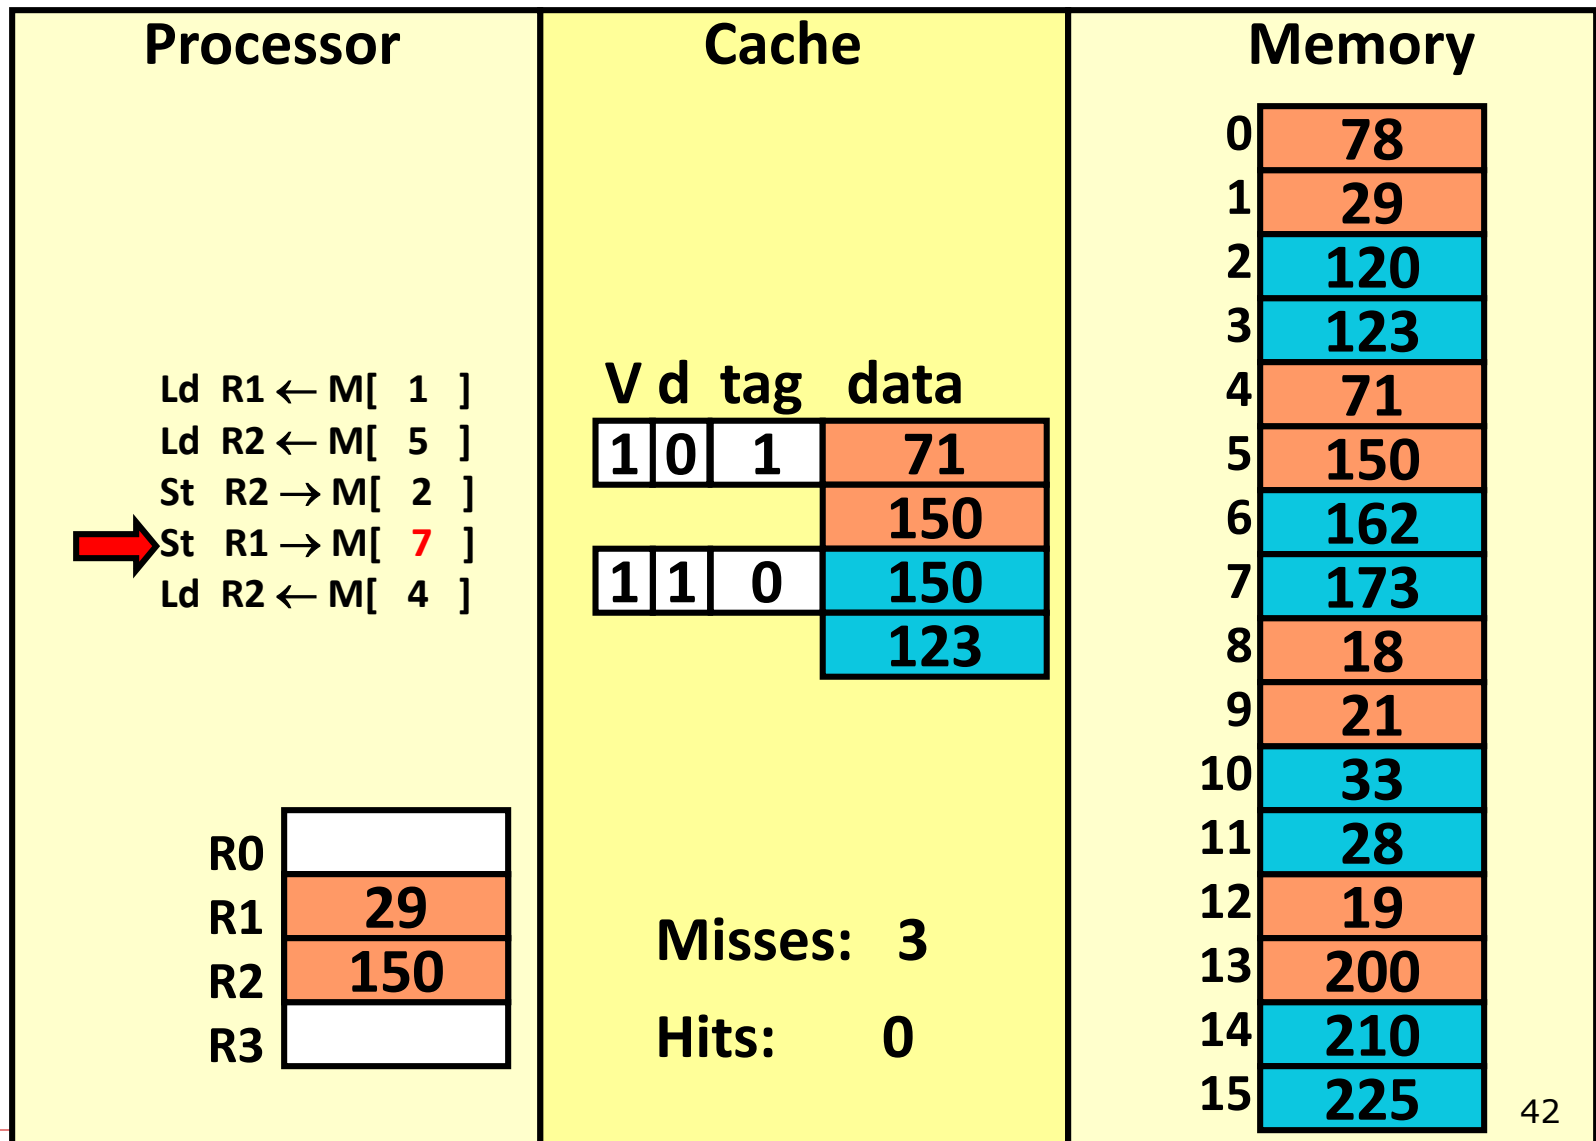 Processor
Ld R1 ← M[ 1 ]
Ld R2 ← M[ 5 ]
St R2 → M[ 2 ]
St R1 → M[ 7 ]
Ld R2 ← M[ 4 ]
R0
R1 29
R2 150
R3
Cache
V d tag data
1 0 1 71
150
1 1 0 150
123
Misses: 3
Hits: 0
Memory
0 78
1 29
2 120
3 123
4 71
5 150
6 162
7 173
8 18
9 21
10 33
11 28
12 19
13 200
14 210
15 225
42